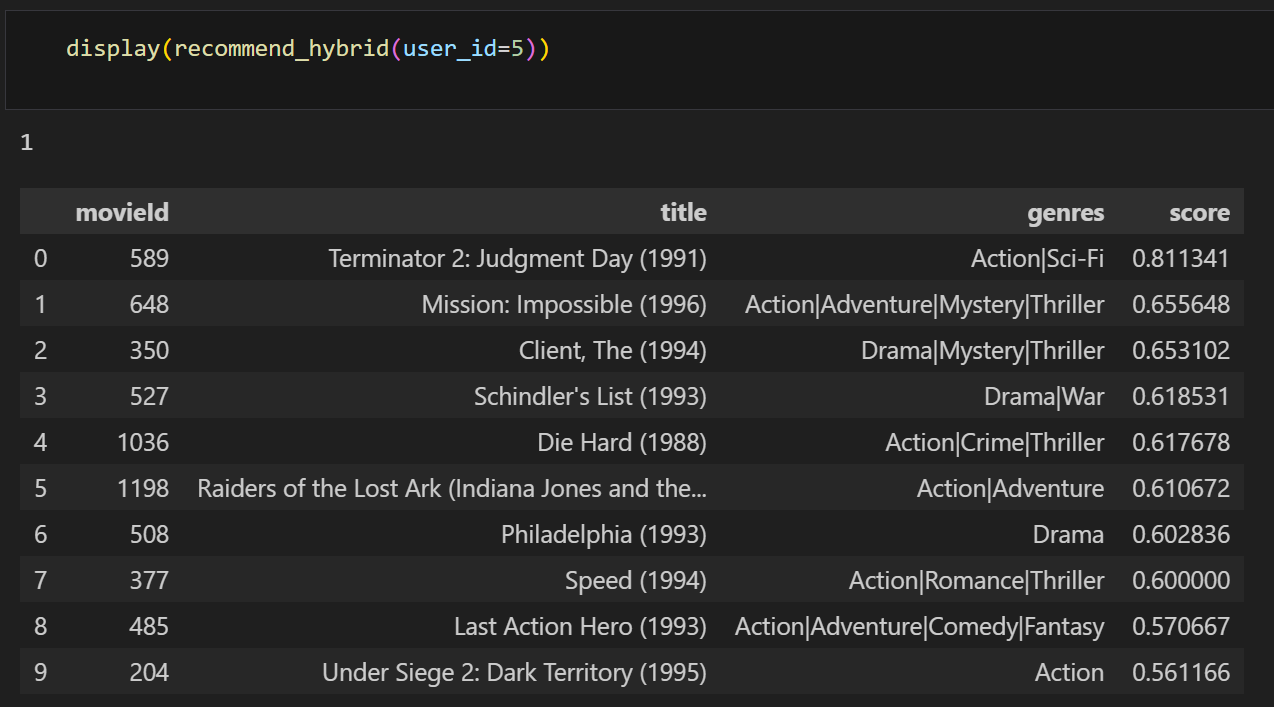 display(recommend_hybrid(user_id=5))
1
movieId title genres score
0 589 Terminator 2: Judgment Day (1991) Action|Sci-Fi 0.811341
1 648 Mission: Impossible (1996) Action|Adventure|Mystery|Thriller 0.655648
2 350 Client, The (1994) Drama|Mystery|Thriller 0.653102
3 527 Schindler's List (1993) Drama|War 0.618531
4 1036 Die Hard (1988) Action|Crime|Thriller 0.617678
5 1198 Raiders of the Lost Ark (Indiana Jones and the... Action|Adventure 0.610672
6 508 Philadelphia (1993) Drama 0.602836
7 377 Speed (1994) Action|Romance|Thriller 0.600000
8 485 Last Action Hero (1993) Action|Adventure|Comedy|Fantasy 0.570667
9 204 Under Siege 2: Dark Territory (1995) Action 0.561166